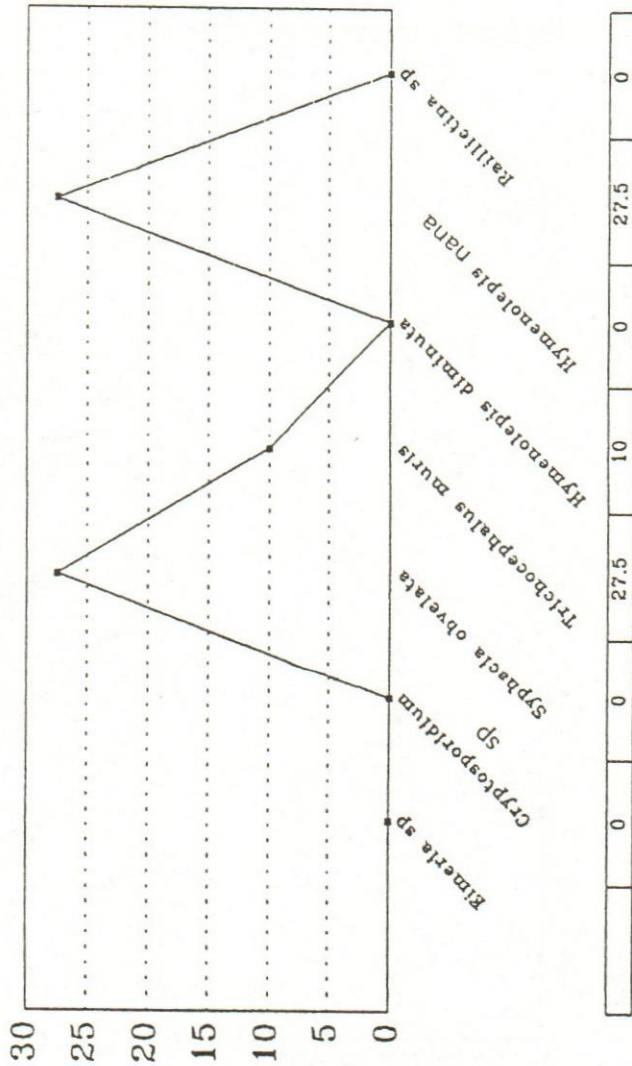 30
25
20
15
10
5
0
Eimeria sp
Cryptosporidium
sp
Syphacia obvelata
Trichocephalus muris
Hymenolepis diminuta
Hymenolepis nana
Raillietina sp
0 0 27.5 10 0 27.5 0